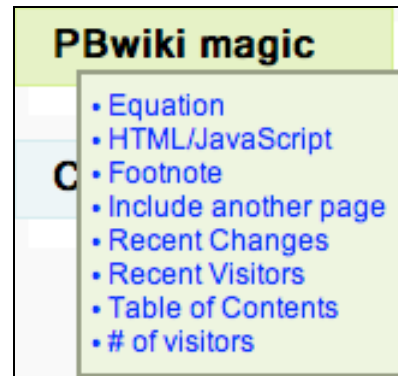 PBwiki magic
• Equation
• HTML/JavaScript
• Footnote
• Include another page
• Recent Changes
• Recent Visitors
• Table of Contents
• # of visitors
C